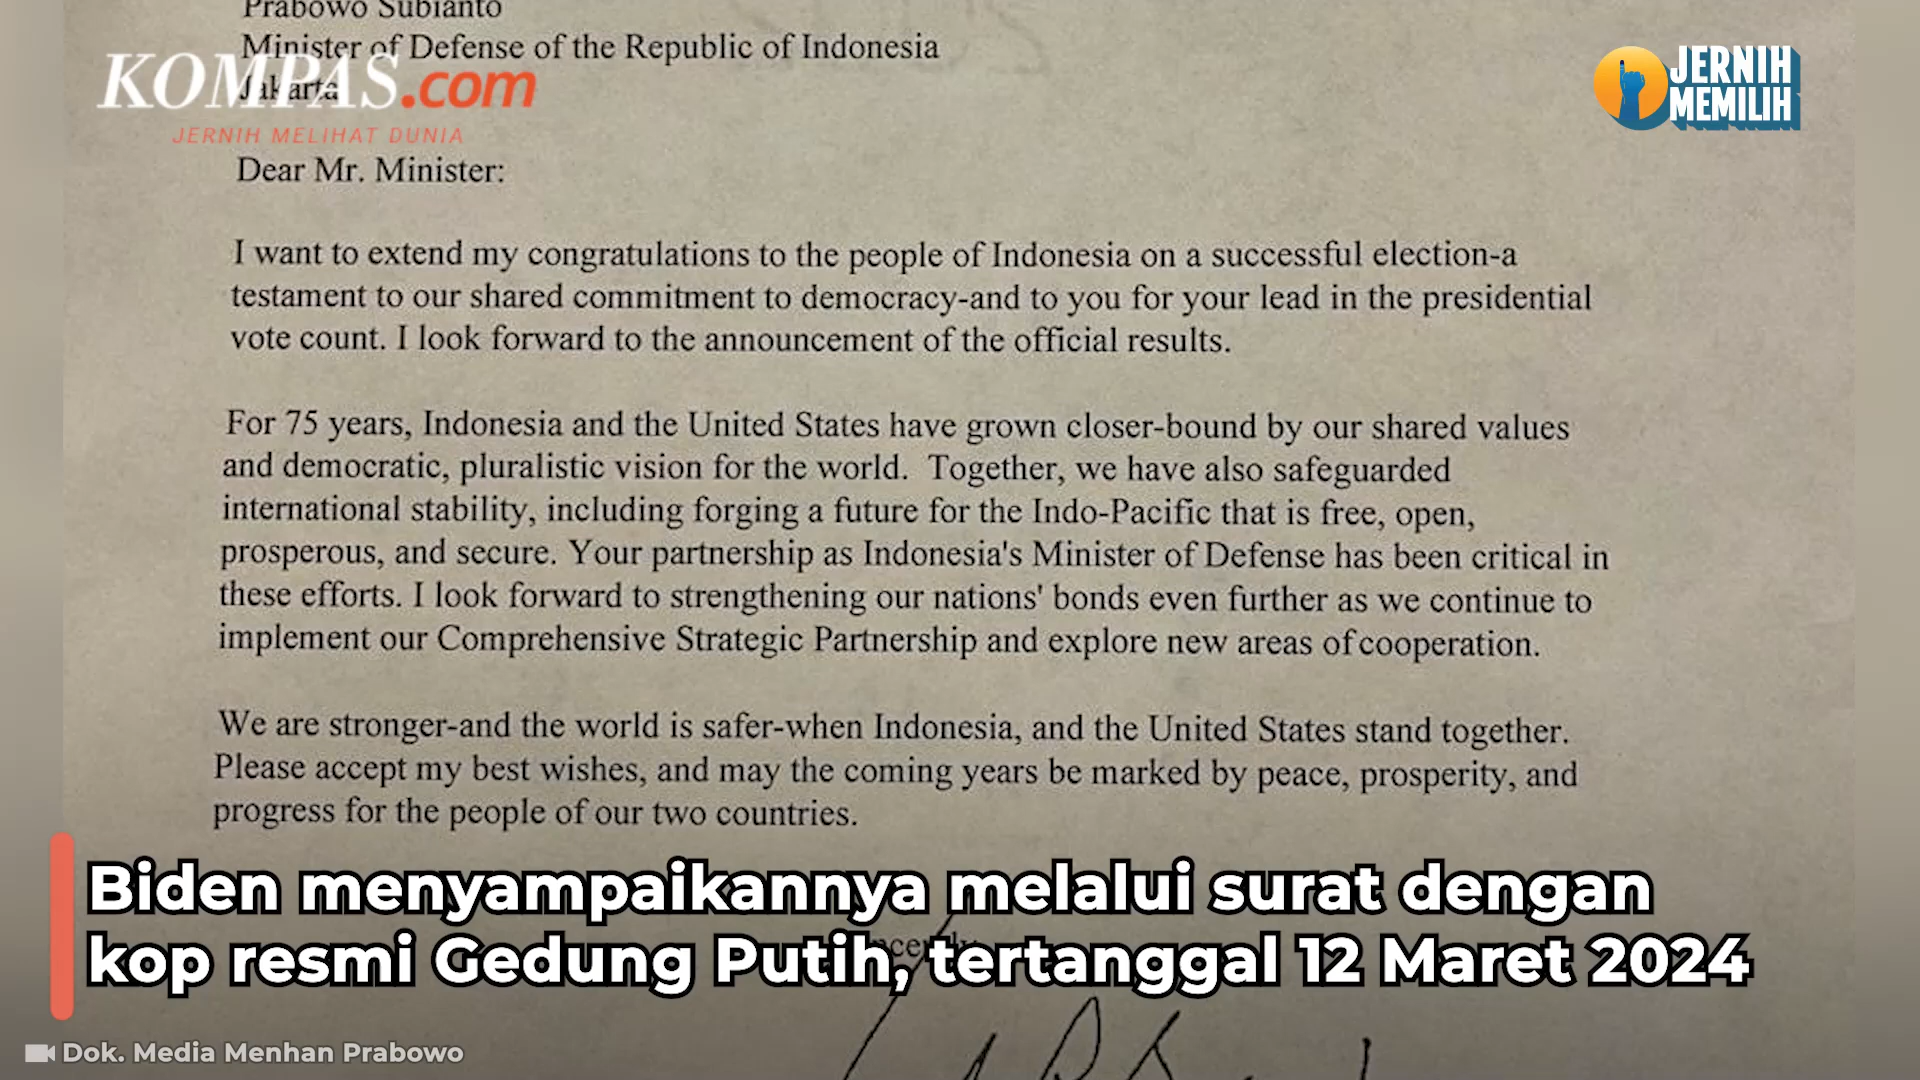 Prabowo Subianto
Minister of Defense of the Republic of Indonesia
Jakarta
KOMPAS.com
JERNIH MELIHAT DUNIA
JERNIH
MEMILIH
Dear Mr. Minister:
I want to extend my congratulations to the people of Indonesia on a successful election-a
testament to our shared commitment to democracy-and to you for your lead in the presidential
vote count. I look forward to the announcement of the official results.
For 75 years, Indonesia and the United States have grown closer-bound by our shared values
and democratic, pluralistic vision for the world.  Together, we have also safeguarded
international stability, including forging a future for the Indo-Pacific that is free, open,
prosperous, and secure. Your partnership as Indonesia's Minister of Defense has been critical in
these efforts. I look forward to strengthening our nations' bonds even further as we continue to
implement our Comprehensive Strategic Partnership and explore new areas of cooperation.
We are stronger-and the world is safer-when Indonesia, and the United States stand together.
Please accept my best wishes, and may the coming years be marked by peace, prosperity, and
progress for the people of our two countries.
Biden menyampaikannya melalui surat dengan
kop resmi Gedung Putih, tertanggal 12 Maret 2024
Dok. Media Menhan Prabowo